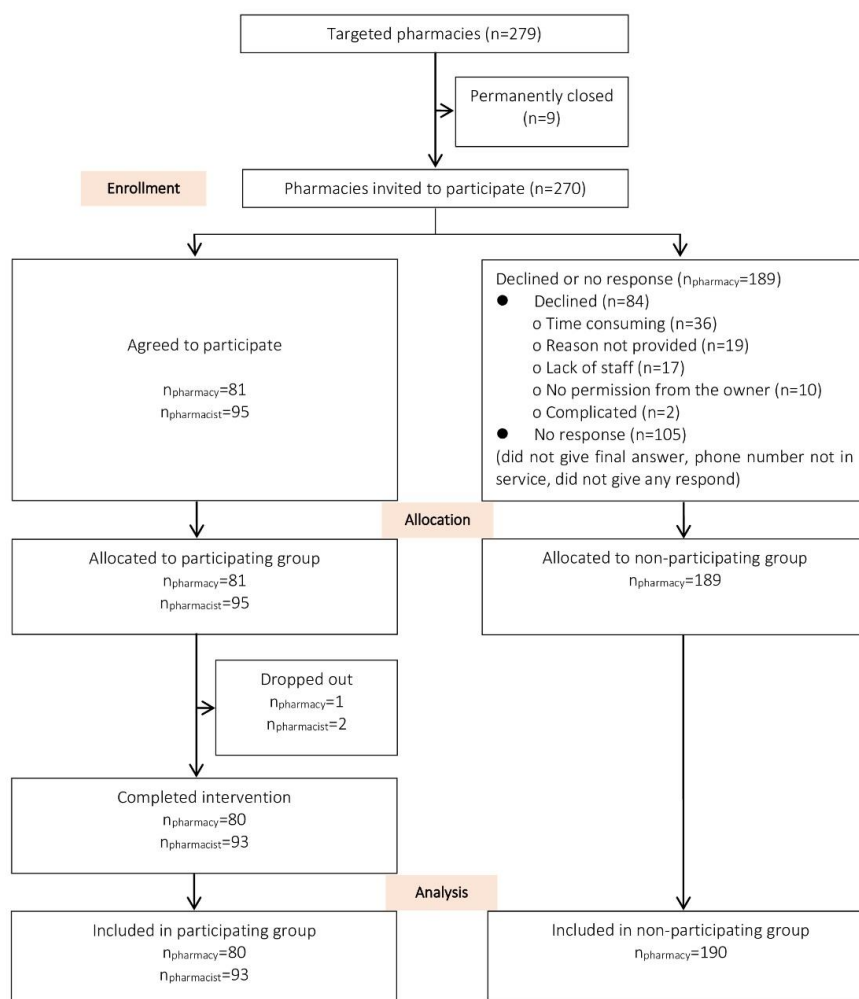 Targeted pharmacies (n=279)
Permanently closed
(n=9)
Enrollment
Pharmacies invited to participate (n=270)
Agreed to participate
npharmacy=81
npharmacist=95
Declined or no response (npharmacy=189)
● Declined (n=84)
o Time consuming (n=36)
o Reason not provided (n=19)
o Lack of staff (n=17)
o No permission from the owner (n=10)
o Complicated (n=2)
● No response (n=105)
(did not give final answer, phone number not in
service, did not give any respond)
Allocation
Allocated to participating group
npharmacy=81
npharmacist=95
Allocated to non-participating group
npharmacy=189
Dropped out
npharmacy=1
npharmacist=2
Completed intervention
npharmacy=80
npharmacist=93
Analysis
Included in participating group
npharmacy=80
npharmacist=93
Included in non-participating group
npharmacy=190